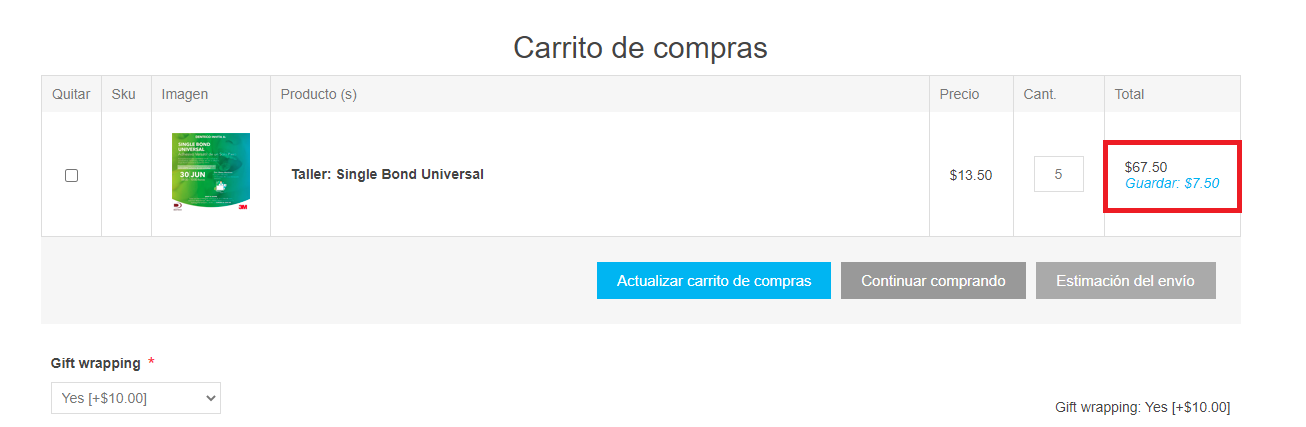 Carrito de compras
Quitar Sku Imagen Producto (s) Precio Cant. Total
SINGLE BOND
UNIVERSAL
30 JUN
3M
Taller: Single Bond Universal $13.50 5 $67.50
Guardar: $7.50
Actualizar carrito de compras Continuar comprando Estimación del envío
Gift wrapping *
Yes [+$10.00]
Gift wrapping: Yes [+$10.00]